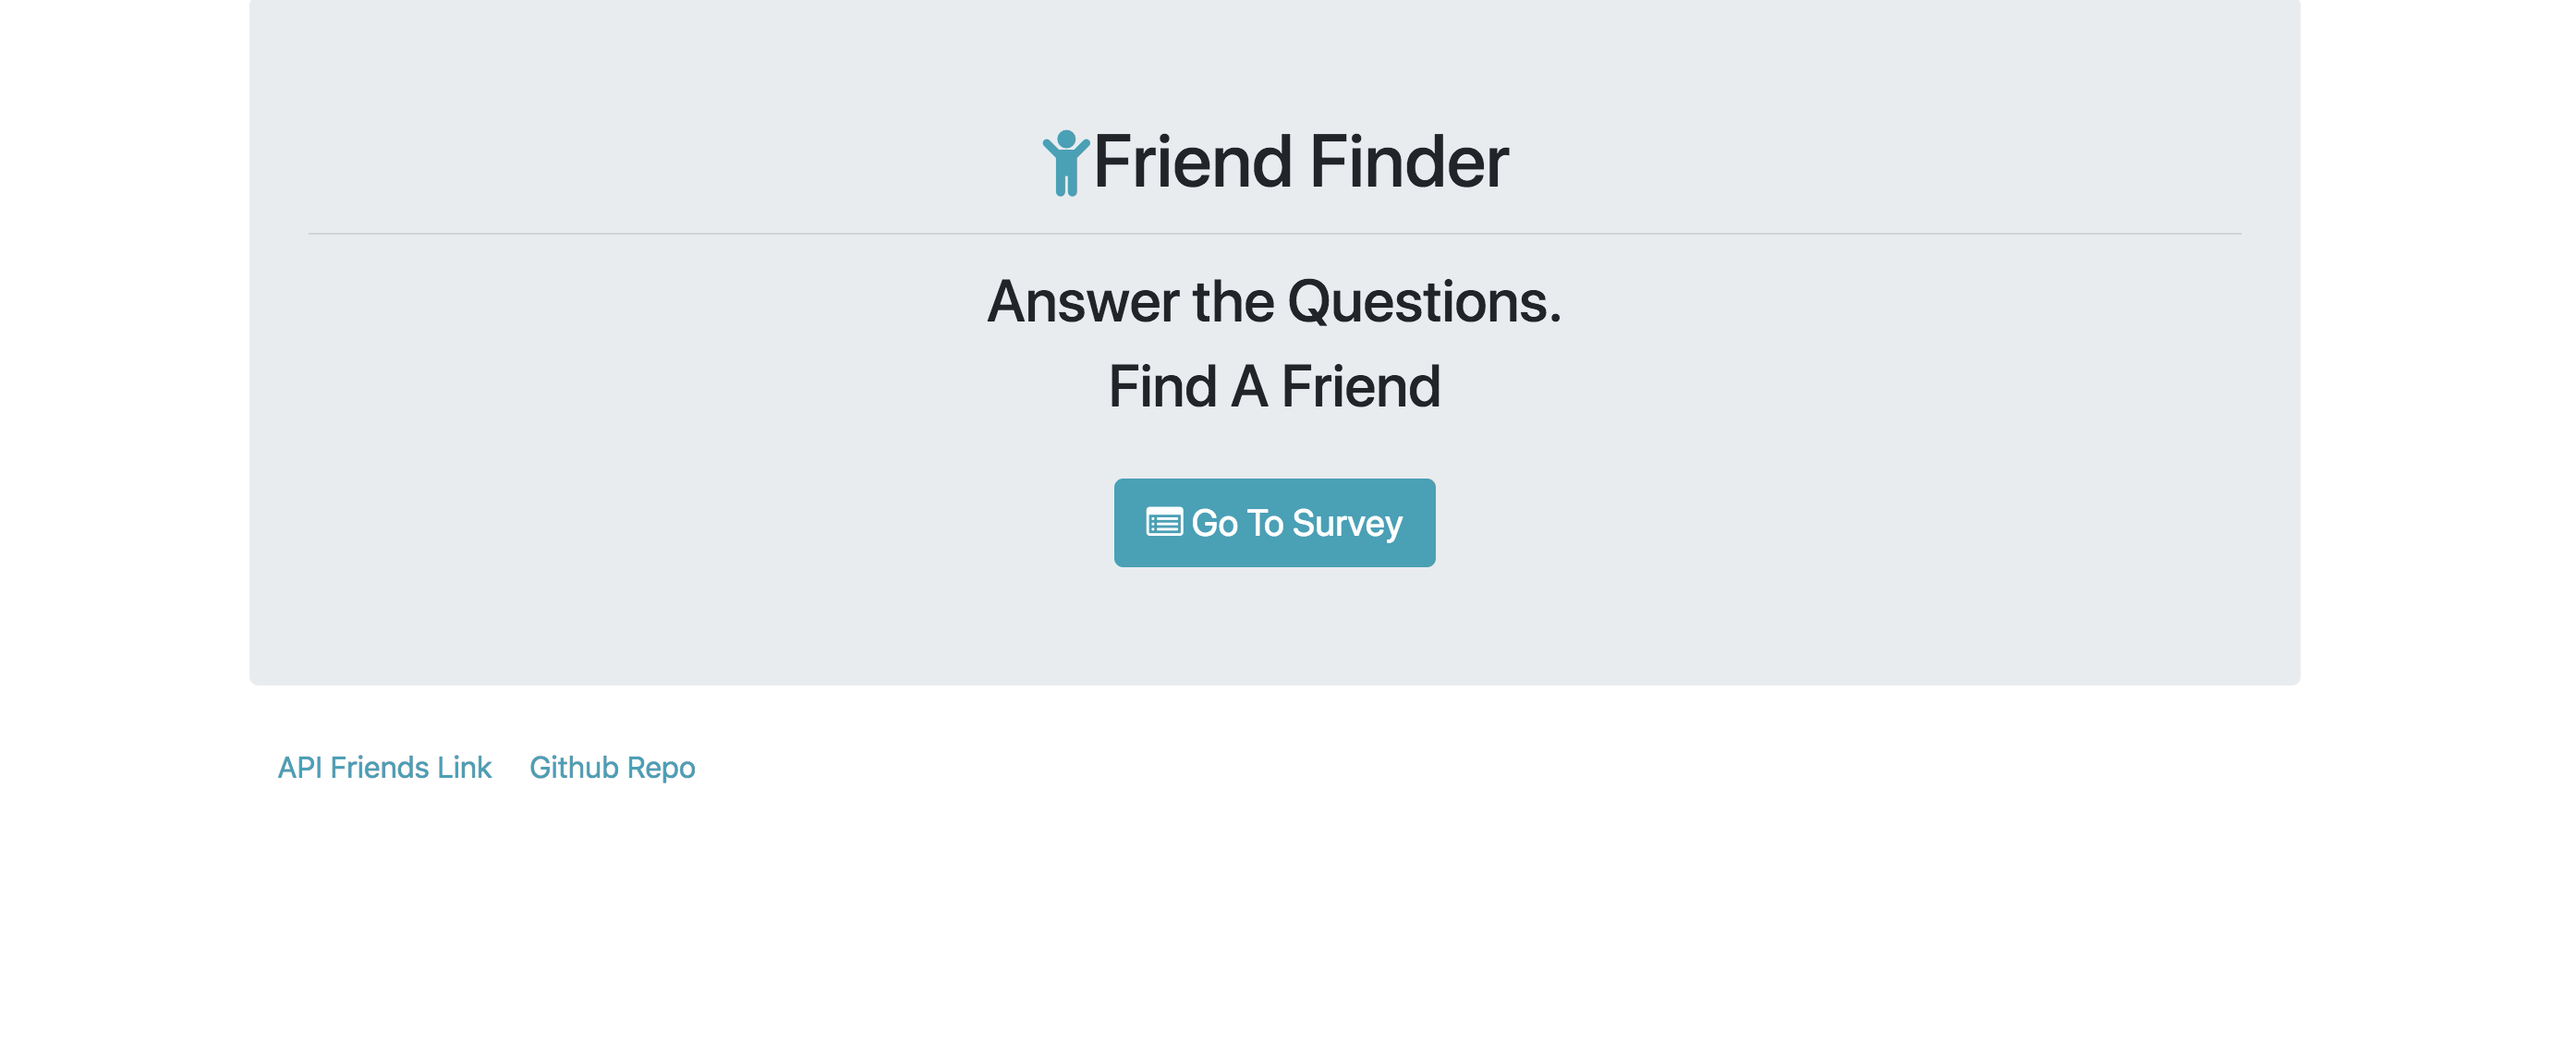 Friend Finder
Answer the Questions.
Find A Friend
Go To Survey
API Friends Link Github Repo